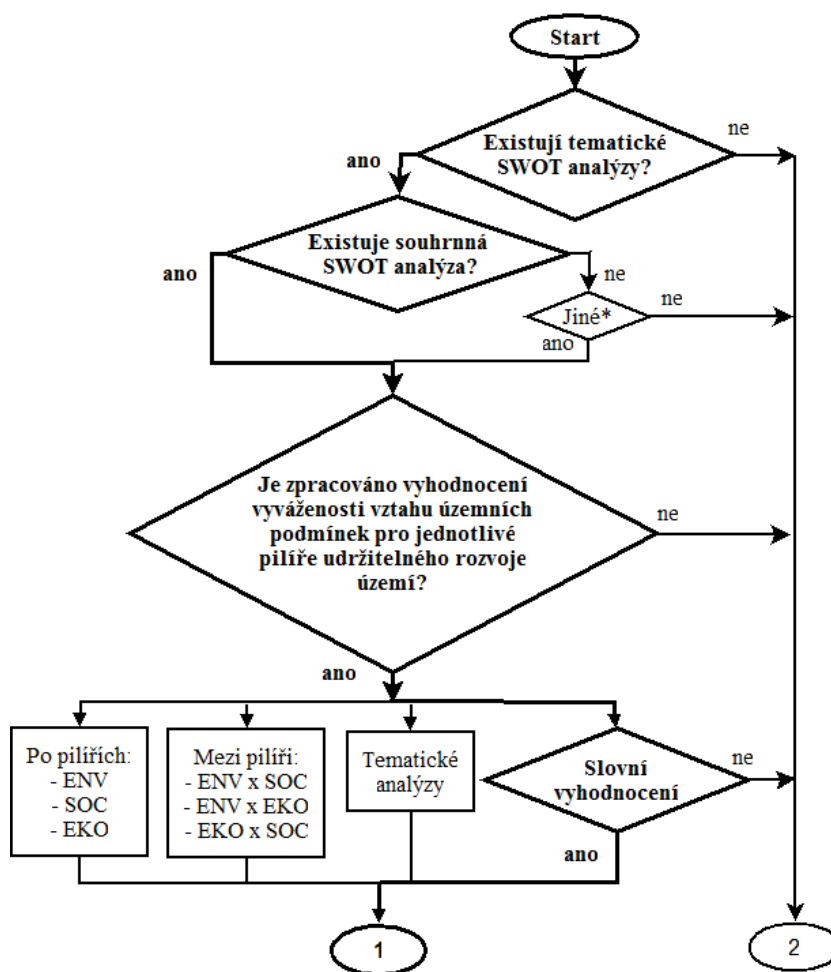 Start
Existují tematické
SWOT analýzy?
ne
ano
Existuje souhrnná
SWOT analýza?
ano
ne
Jiné*
ne
ano
Je zpracováno vyhodnocení
vyváženosti vztahu územních
podmínek pro jednotlivé
pilíře udržitelného rozvoje
území?
ne
ano
Po pilířích:
- ENV
- SOC
- EKO
Mezi pilíři:
- ENV x SOC
- ENV x EKO
- EKO x SOC
Tematické
analýzy
Slovní
vyhodnocení
ne
ano
1
2